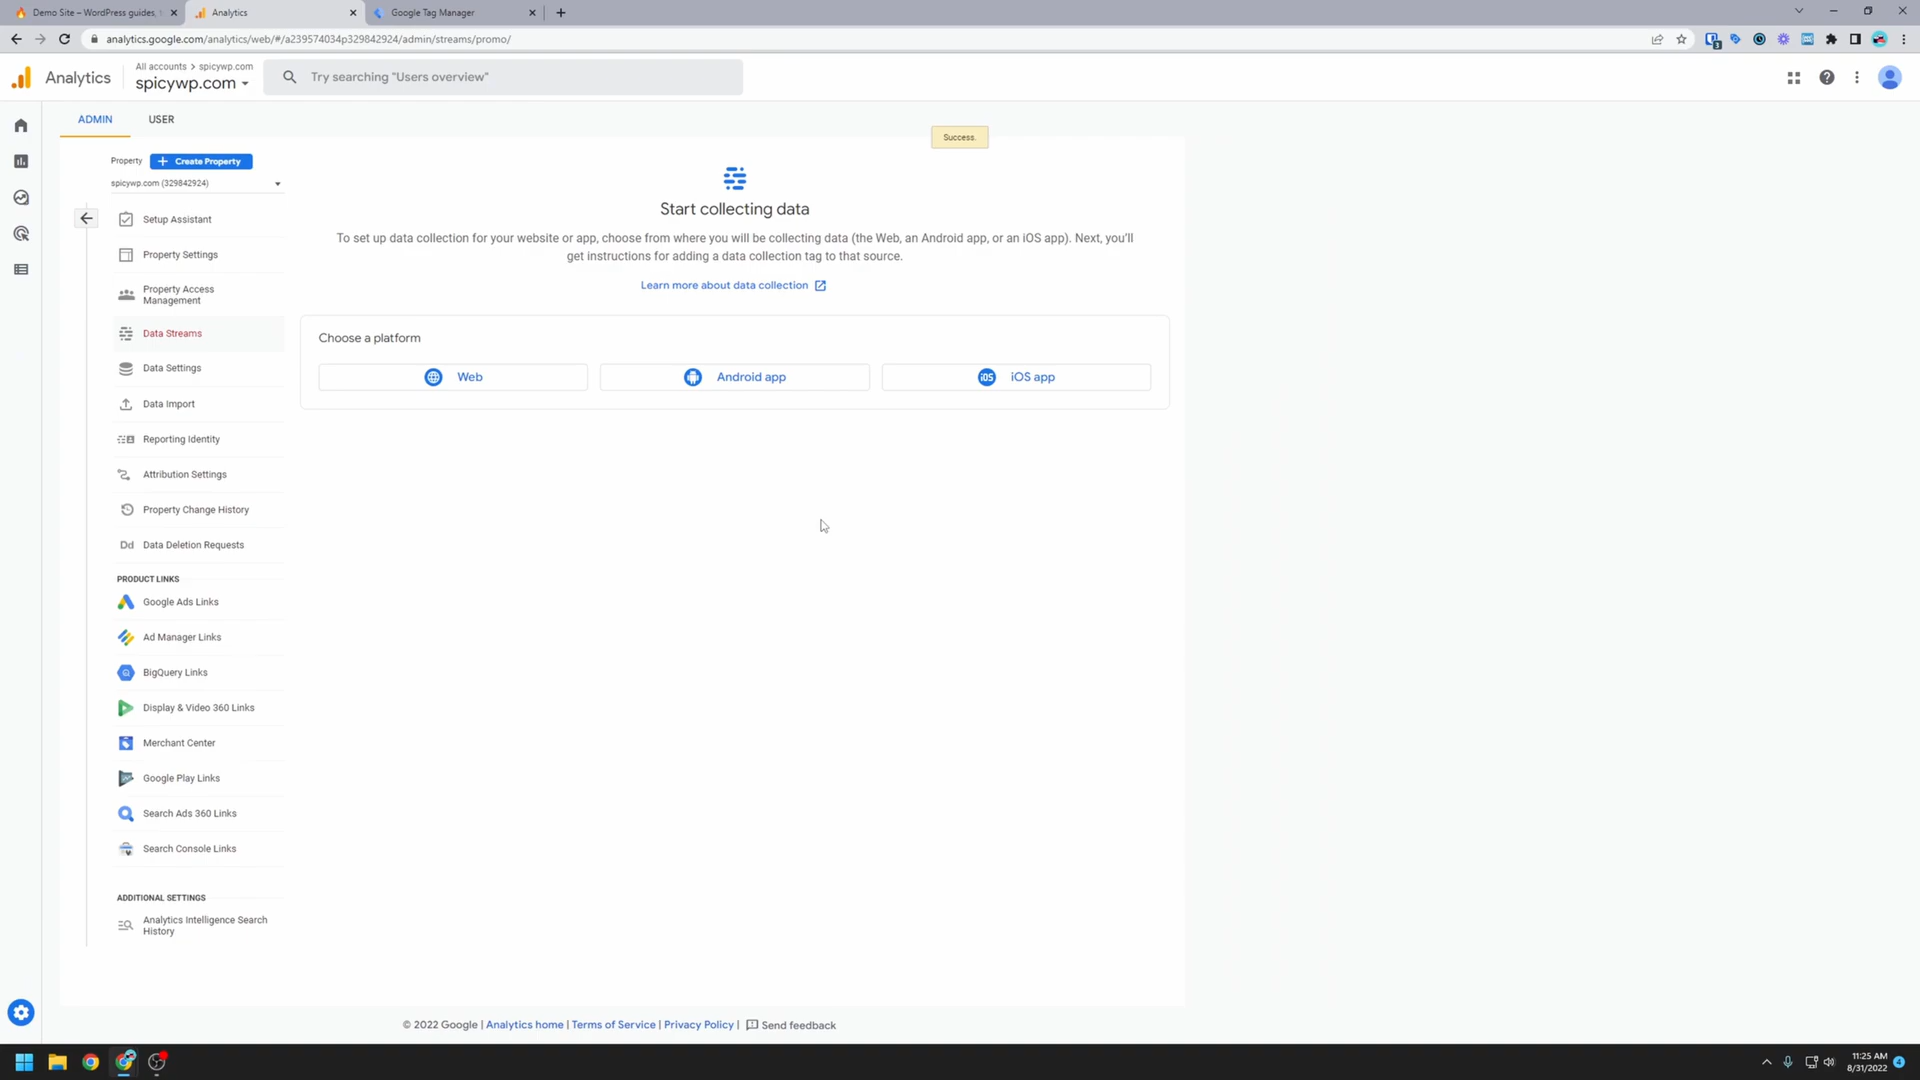 Demo Site – WordPress guides,
Analytics
Google Tag Manager
analytics.google.com/analytics/web/#/a239574034p329842924/admin/streams/promo/
Analytics
All accounts > spicywp.com
spicywp.com
Try searching "Users overview"
ADMIN
USER
Success.
Property
Create Property
spicywp.com (329842924)
Setup Assistant
Property Settings
Property Access
Management
Data Streams
Data Settings
Data Import
Reporting Identity
Attribution Settings
Property Change History
Dd
Data Deletion Requests
PRODUCT LINKS
Google Ads Links
Ad Manager Links
BigQuery Links
Display & Video 360 Links
Merchant Center
Google Play Links
Search Ads 360 Links
Search Console Links
ADDITIONAL SETTINGS
Analytics Intelligence Search
History
Start collecting data
To set up data collection for your website or app, choose from where you will be collecting data (the Web, an Android app, or an iOS app). Next, you'll
get instructions for adding a data collection tag to that source.
Learn more about data collection
Choose a platform
Web
Android app
iOS
iOS app
© 2022 Google | Analytics home | Terms of Service | Privacy Policy | Send feedback
11:25 AM
8/31/2022
4